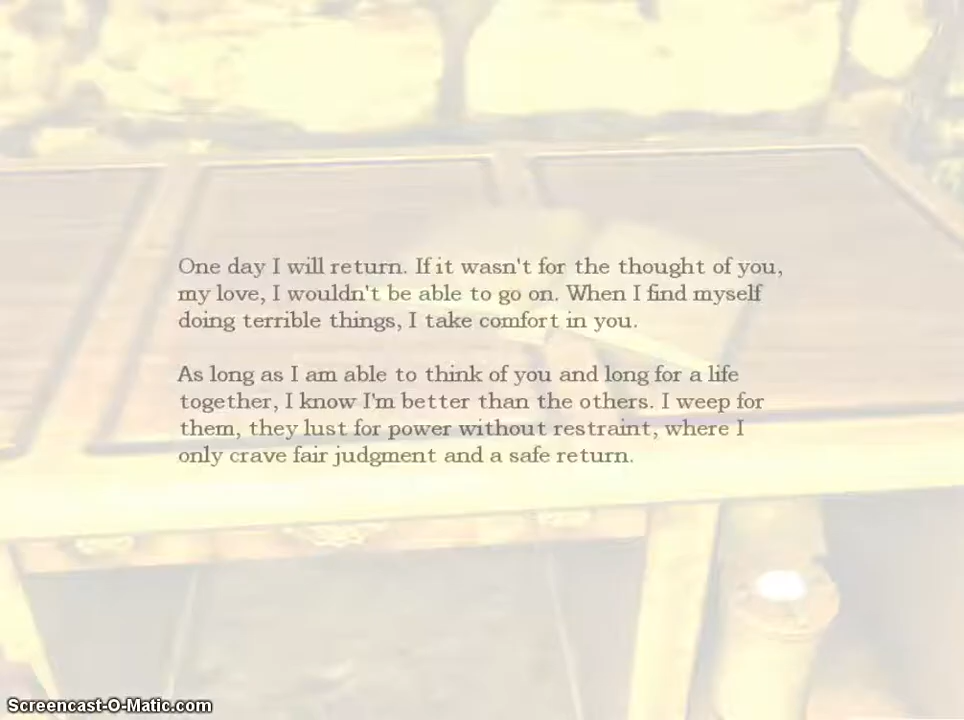 One day I will return. If it wasn't for the thought of you,
my love, I wouldn't be able to go on. When I find myself
doing terrible things, I take comfort in you.
As long as I am able to think of you and long for a life
together, I know I'm better than the others. I weep for
them, they lust for power without restraint, where I
only crave fair judgment and a safe return.
Screencast-O-Matic.com